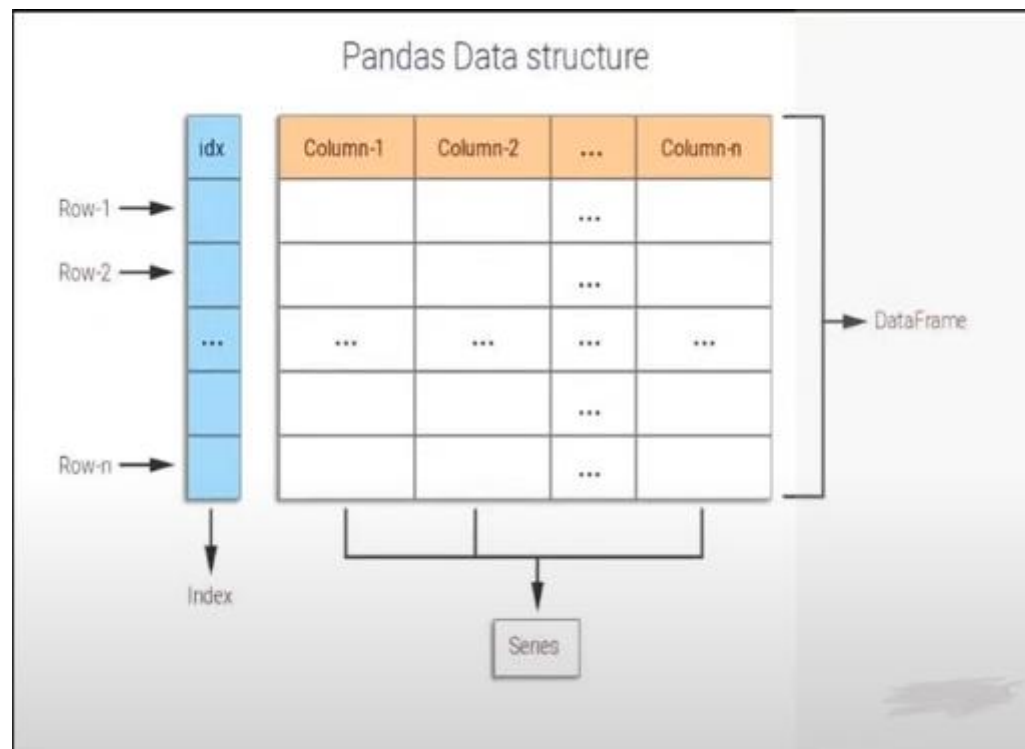 Pandas Data structure
idx Column-1 Column-2 ... Column-n
Row-1 ...
Row-2 ...
... ... ... ... ...
...
Row-n ...
DataFrame
Index
Series